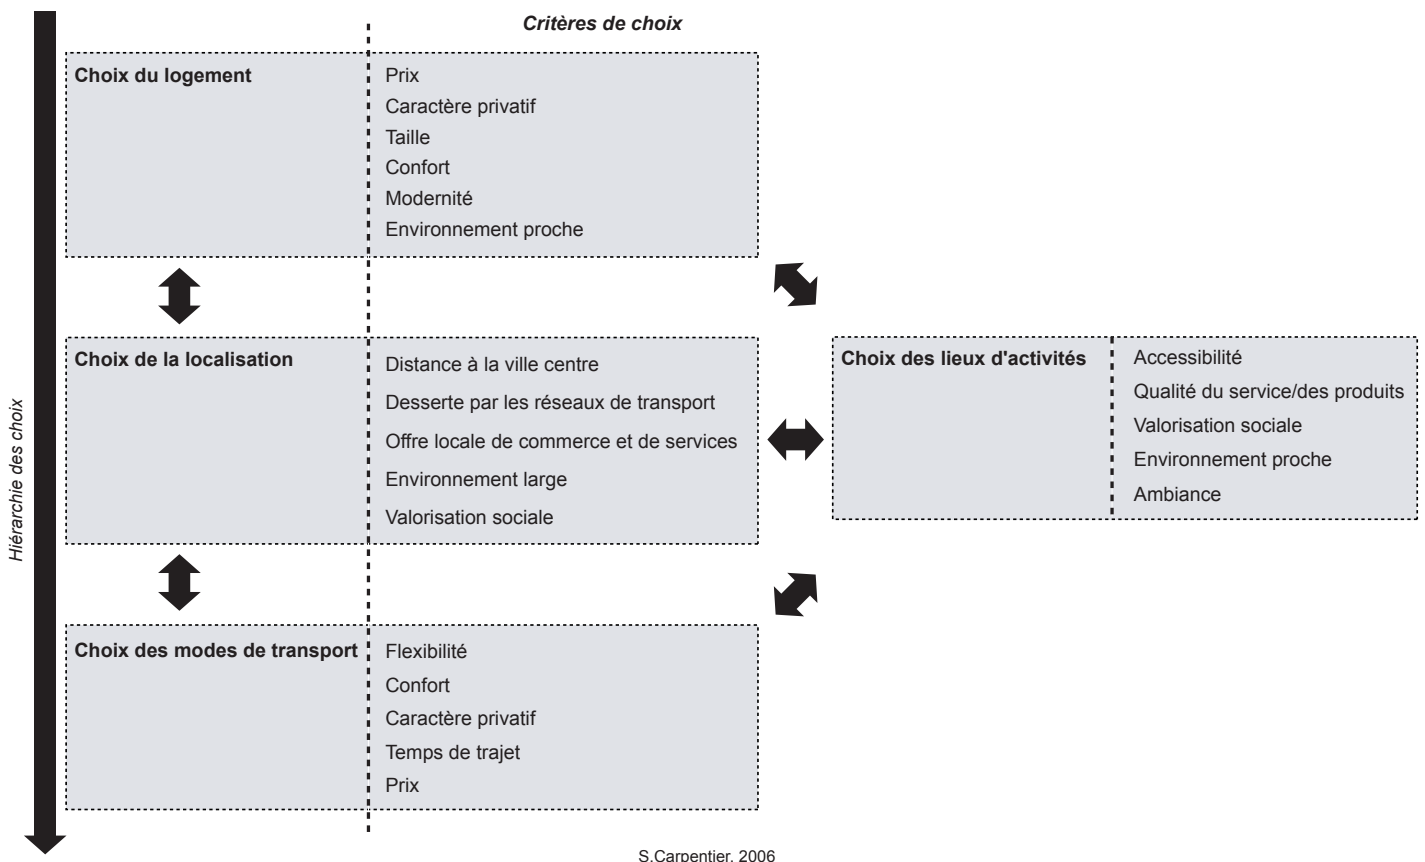 Critères de choix
Hiérarchie des choix
Choix du logement
Prix
Caractère privatif
Taille
Confort
Modernité
Environnement proche
Choix de la localisation
Distance à la ville centre
Desserte par les réseaux de transport
Offre locale de commerce et de services
Environnement large
Valorisation sociale
Choix des lieux d'activités
Accessibilité
Qualité du service/des produits
Valorisation sociale
Environnement proche
Ambiance
Choix des modes de transport
Flexibilité
Confort
Caractère privatif
Temps de trajet
Prix
S.Carpentier, 2006